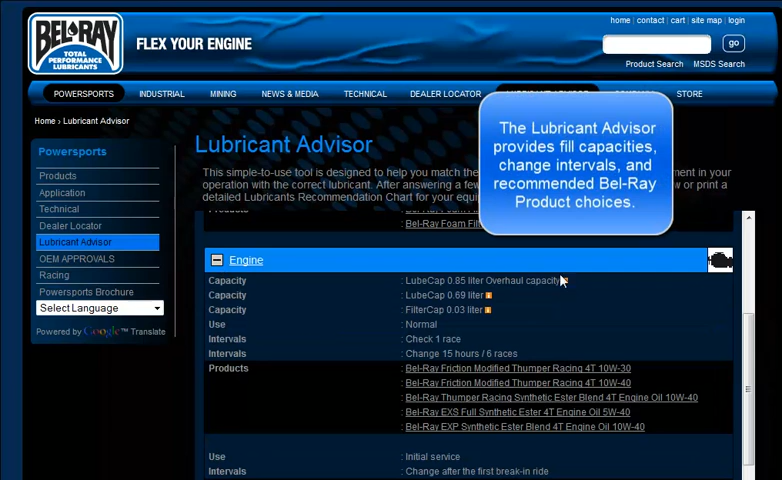 home | contact | cart | site map | login
BEL-RAY
TOTAL
PERFORMANCE
LUBRICANTS
FLEX YOUR ENGINE
go
Product Search MSDS Search
POWERSPORTS INDUSTRIAL MINING NEWS & MEDIA TECHNICAL DEALER LOCATOR STORE
Home › Lubricant Advisor
Powersports
Products
Application
Technical
Dealer Locator
Lubricant Advisor
OEM APPROVALS
Racing
Powersports Brochure
Select Language
Powered by Google™ Translate
Lubricant Advisor
This simple-to-use tool is designed to help you match the ment in your
operation with the correct lubricant. After answering a few w or print a
detailed Lubricants Recommendation Chart for your equi
The Lubricant Advisor
provides fill capacities,
change intervals, and
recommended Bel-Ray
Product choices.
Products
: Bel-Ray Foam Filt
Engine
Capacity : LubeCap 0.85 liter Overhaul capacity
Capacity : LubeCap 0.69 liter
Capacity : FilterCap 0.03 liter
Use : Normal
Intervals : Check 1 race
Intervals : Change 15 hours / 6 races
Products : Bel-Ray Friction Modified Thumper Racing 4T 10W-30
: Bel-Ray Friction Modified Thumper Racing 4T 10W-40
: Bel-Ray Thumper Racing Synthetic Ester Blend 4T Engine Oil 10W-40
: Bel-Ray EXS Full Synthetic Ester 4T Engine Oil 5W-40
: Bel-Ray EXP Synthetic Ester Blend 4T Engine Oil 10W-40
Use : Initial service
Intervals : Change after the first break-in ride